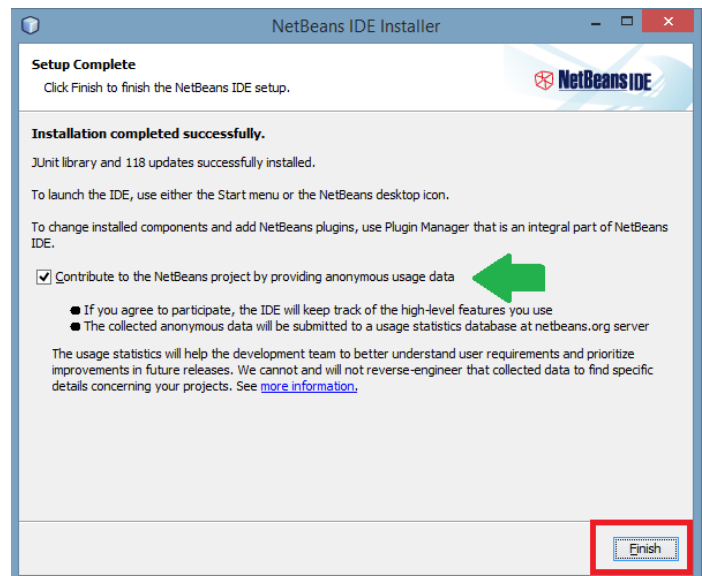 NetBeans IDE Installer
Setup Complete
Click Finish to finish the NetBeans IDE setup.
NetBeans IDE
Installation completed successfully.
JUnit library and 118 updates successfully installed.
To launch the IDE, use either the Start menu or the NetBeans desktop icon.
To change installed components and add NetBeans plugins, use Plugin Manager that is an integral part of NetBeans
IDE.
Contribute to the NetBeans project by providing anonymous usage data
If you agree to participate, the IDE will keep track of the high-level features you use
The collected anonymous data will be submitted to a usage statistics database at netbeans.org server
The usage statistics will help the development team to better understand user requirements and prioritize
improvements in future releases. We cannot and will not reverse-engineer that collected data to find specific
details concerning your projects. See more information.
Finish